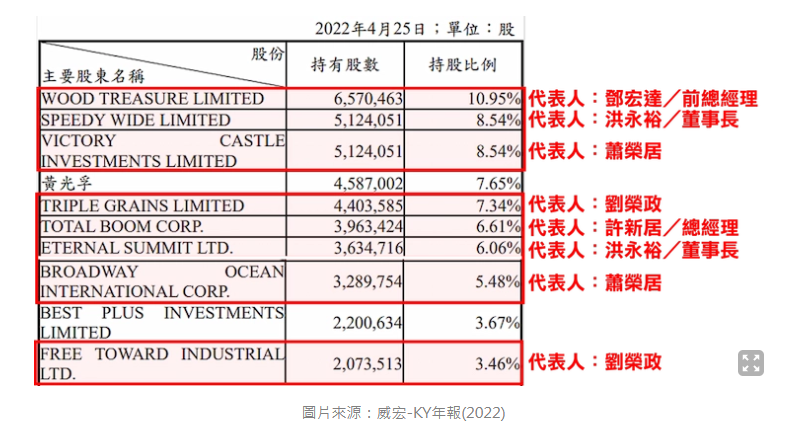 2022年4月25日；單位：股
股份
主要股東名稱
持有股數 持股比例
WOOD TREASURE LIMITED 6,570,463 10.95% 代表人：鄧宏達／前總經理
SPEEDY WIDE LIMITED 5,124,051 8.54% 代表人：洪永裕／董事長
VICTORY CASTLE
INVESTMENTS LIMITED 5,124,051 8.54% 代表人：蕭榮居
黃光孚 4,587,002 7.65%
TRIPLE GRAINS LIMITED 4,403,585 7.34% 代表人：劉榮政
TOTAL BOOM CORP. 3,963,424 6.61% 代表人：許新居／總經理
ETERNAL SUMMIT LTD. 3,634,716 6.06% 代表人：洪永裕／董事長
BROADWAY OCEAN
INTERNATIONAL CORP. 3,289,754 5.48% 代表人：蕭榮居
BEST PLUS INVESTMENTS
LIMITED 2,200,634 3.67%
FREE TOWARD INDUSTRIAL
LTD. 2,073,513 3.46% 代表人：劉榮政
圖片來源：威宏-KY年報(2022)